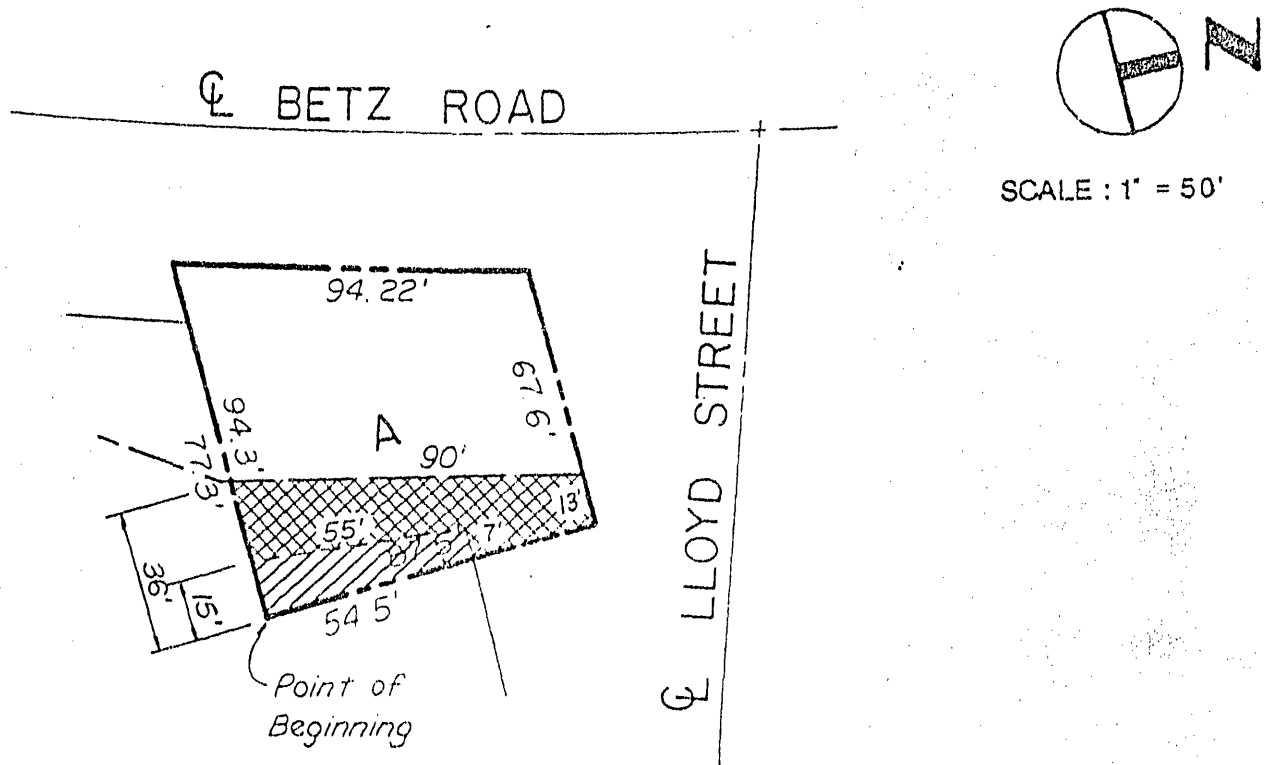 N
℄ BETZ ROAD
SCALE : 1" = 50'
94.22'
67.6'
℄ LLOYD STREET
94.3'
77.3'
A
90'
13'
55'
7'
36'
15'
54.5'
Point of
Beginning